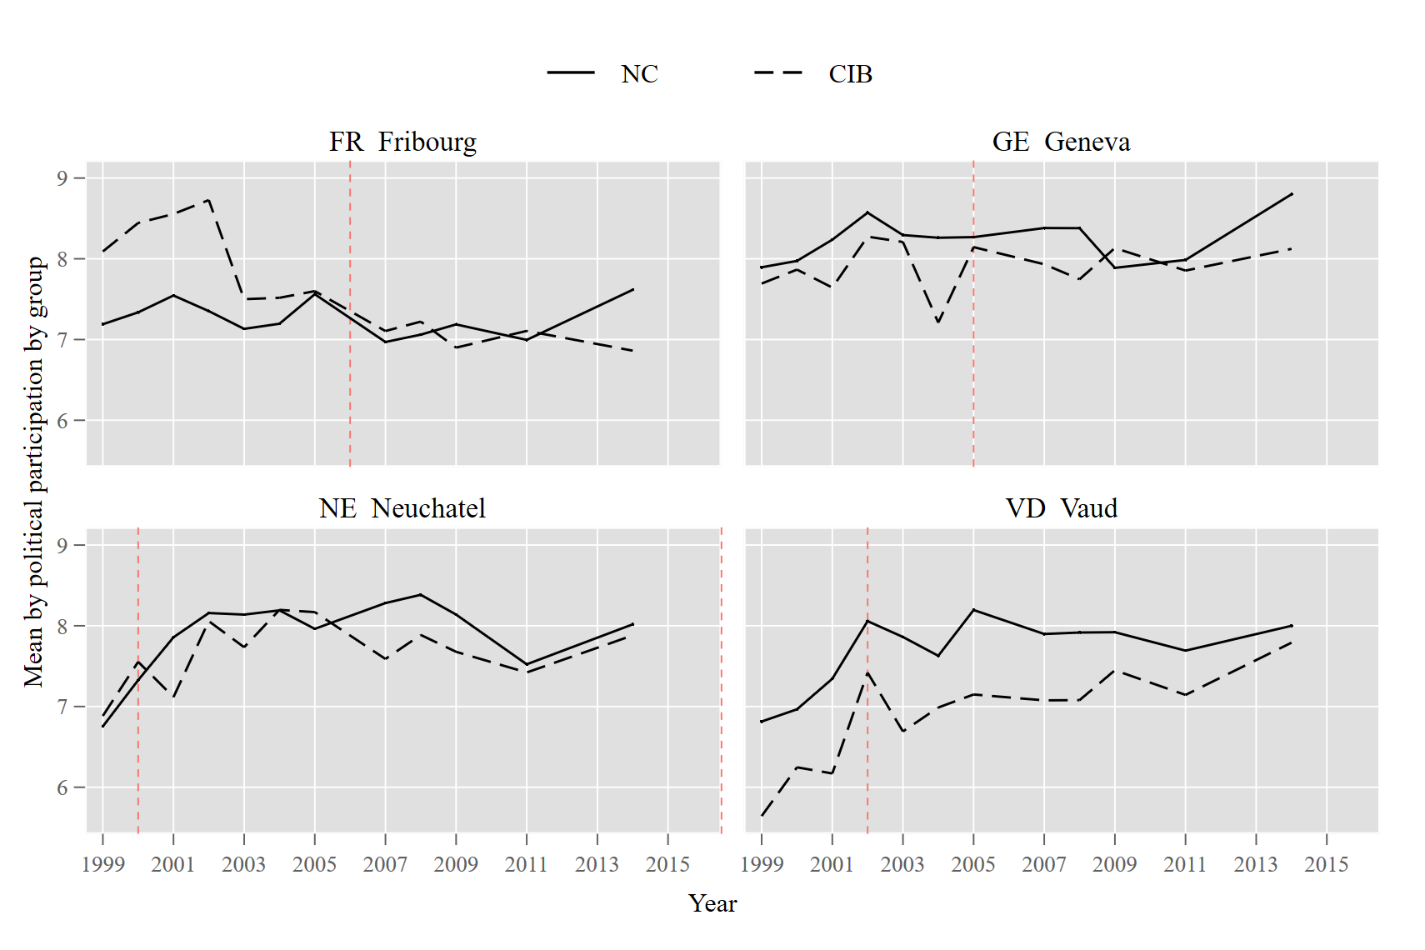 NC CIB
FR Fribourg
GE Geneva
9
8
7
6
NE Neuchatel
VD Vaud
9
8
7
6
Mean by political participation by group
1999 2001 2003 2005 2007 2009 2011 2013 2015
1999 2001 2003 2005 2007 2009 2011 2013 2015
Year